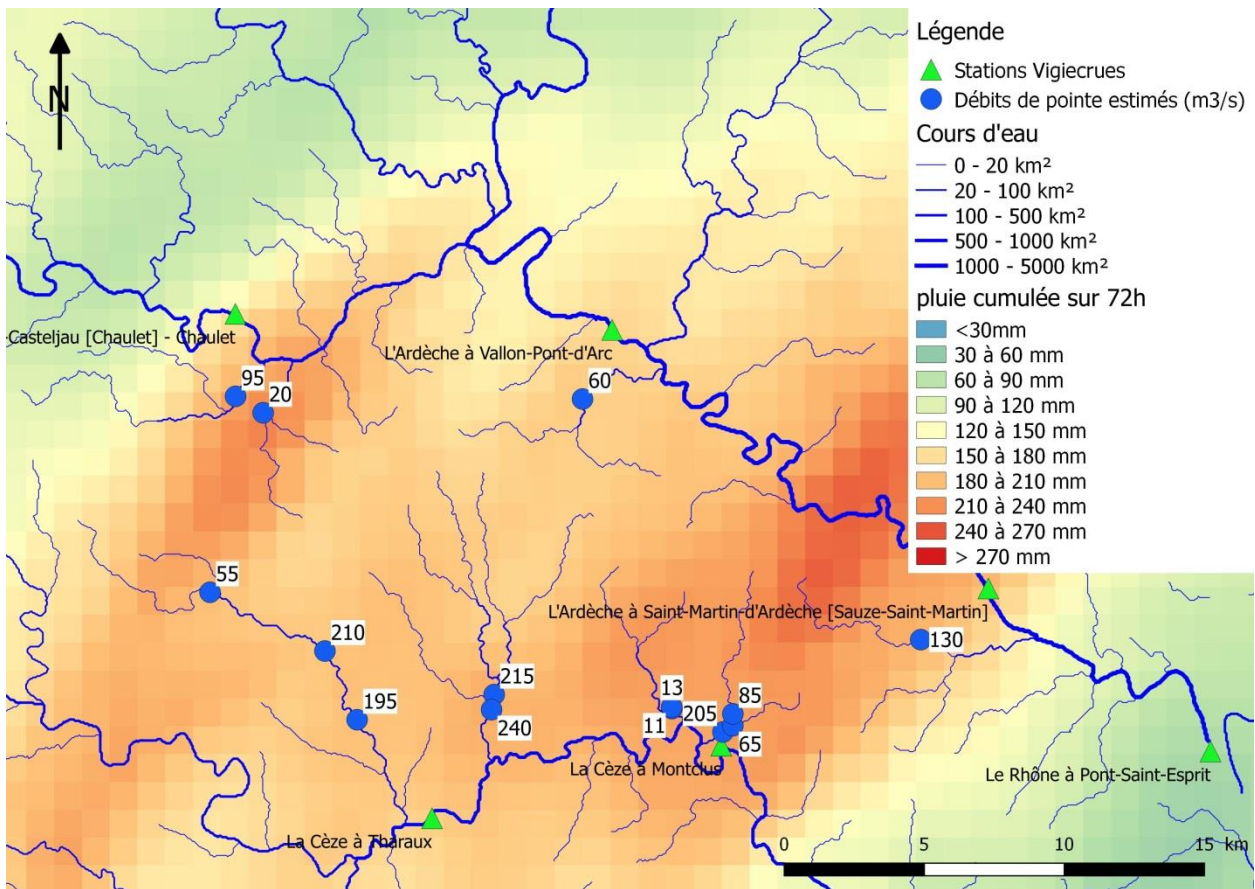 N
Légende
Stations Vigiecrues
Débits de pointe estimés (m3/s)
Cours d'eau
0 - 20 km²
20 - 100 km²
100 - 500 km²
500 - 1000 km²
1000 - 5000 km²
pluie cumulée sur 72h
<30mm
30 à 60 mm
60 à 90 mm
90 à 120 mm
120 à 150 mm
150 à 180 mm
180 à 210 mm
210 à 240 mm
240 à 270 mm
> 270 mm
Casteljau [Chaulet] - Chaulet
L'Ardèche à Vallon-Pont-d'Arc
95
20
60
55
L'Ardèche à Saint-Martin-d'Ardèche [Sauze-Saint-Martin]
130
210
215
13
85
195
240
11
205
65
La Cèze à Montclus
Le Rhône à Pont-Saint-Esprit
La Cèze à Tharaux
0 5 10 15 km